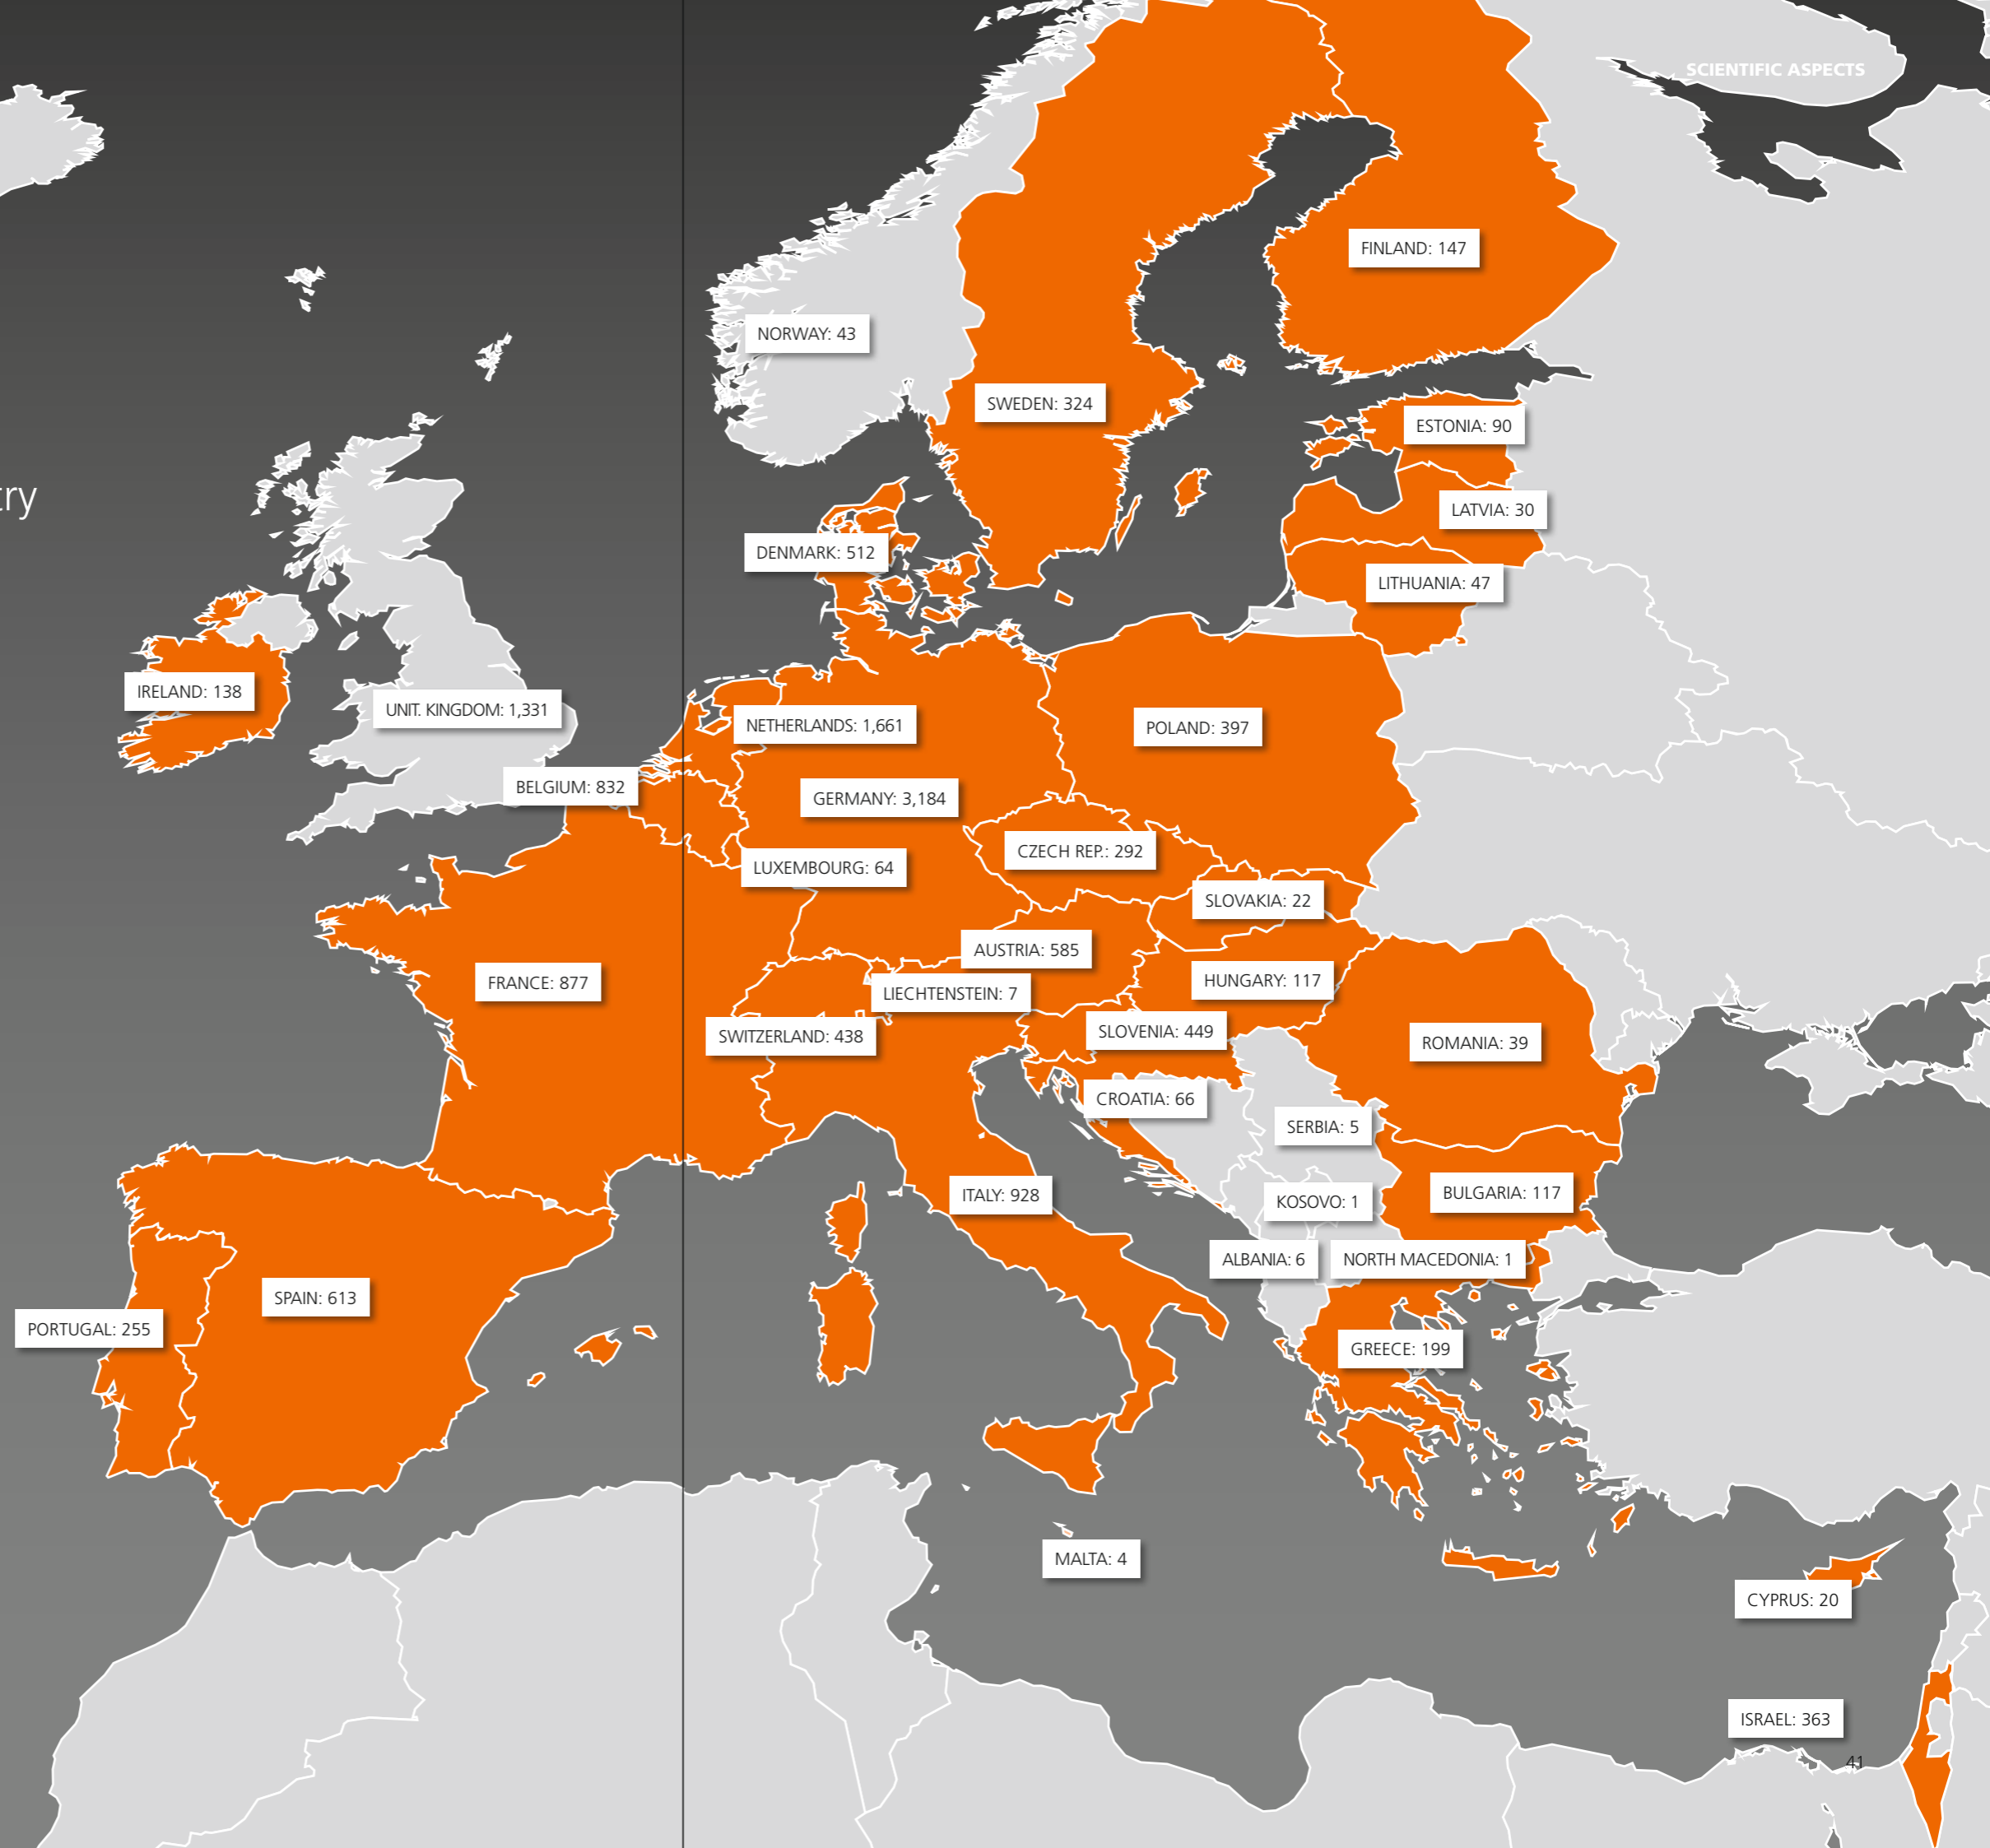 SCIENTIFIC ASPECTS
FINLAND: 147
NORWAY: 43
SWEDEN: 324
ESTONIA: 90
try
LATVIA: 30
DENMARK: 512
LITHUANIA: 47
IRELAND: 138
UNIT. KINGDOM: 1,331
NETHERLANDS: 1,661
POLAND: 397
BELGIUM: 832
GERMANY: 3,184
CZECH REP.: 292
LUXEMBOURG: 64
SLOVAKIA: 22
AUSTRIA: 585
FRANCE: 877
HUNGARY: 117
LIECHTENSTEIN: 7
SWITZERLAND: 438
SLOVENIA: 449
ROMANIA: 39
CROATIA: 66
SERBIA: 5
ITALY: 928
KOSOVO: 1
BULGARIA: 117
ALBANIA: 6
NORTH MACEDONIA: 1
SPAIN: 613
PORTUGAL: 255
GREECE: 199
MALTA: 4
CYPRUS: 20
ISRAEL: 363
41